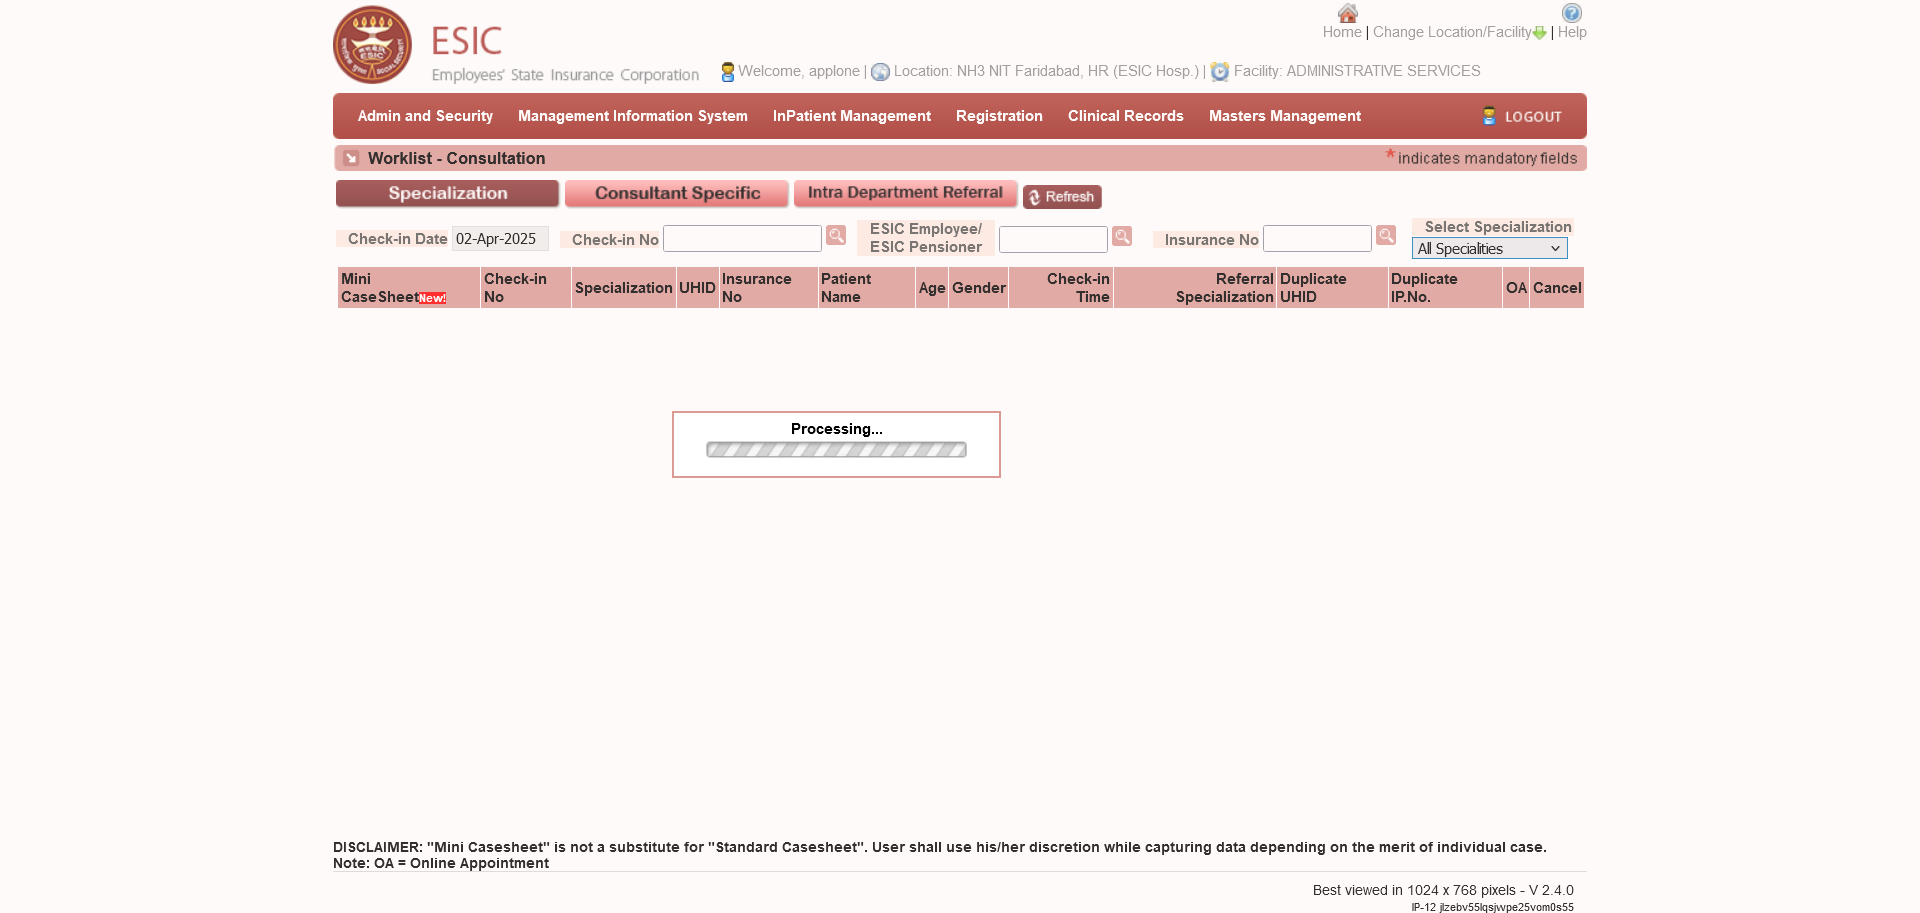 Home | Change Location/Facility | Help
ESIC
Employees' State Insurance Corporation
Welcome, applone | Location: NH3 NIT Faridabad, HR (ESIC Hosp.) | Facility: ADMINISTRATIVE SERVICES
Admin and Security Management Information System InPatient Management Registration Clinical Records Masters Management LOGOUT
Worklist - Consultation * indicates mandatory fields
Specialization Consultant Specific Intra Department Referral Refresh
Check-in Date 02-Apr-2025 Check-in No ESIC Employee/ ESIC Pensioner Insurance No Select Specialization
All Specialities
Mini CaseSheet New! Check-in No Specialization UHID Insurance No Patient Name Age Gender Check-in Time Referral Specialization Duplicate UHID Duplicate IP.No. OA Cancel
Processing...
DISCLAIMER: "Mini Casesheet" is not a substitute for "Standard Casesheet". User shall use his/her discretion while capturing data depending on the merit of individual case.
Note: OA = Online Appointment
Best viewed in 1024 x 768 pixels - V 2.4.0